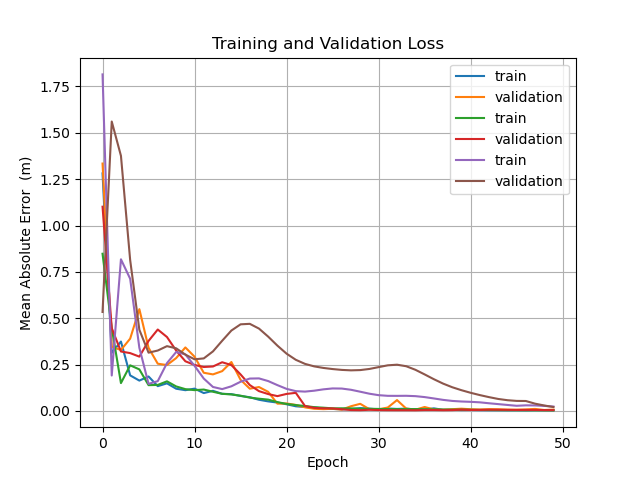 Training and Validation Loss
train
validation
train
validation
train
validation
Mean Absolute Error  (m)
1.75
1.50
1.25
1.00
0.75
0.50
0.25
0.00
0 10 20 30 40 50
Epoch